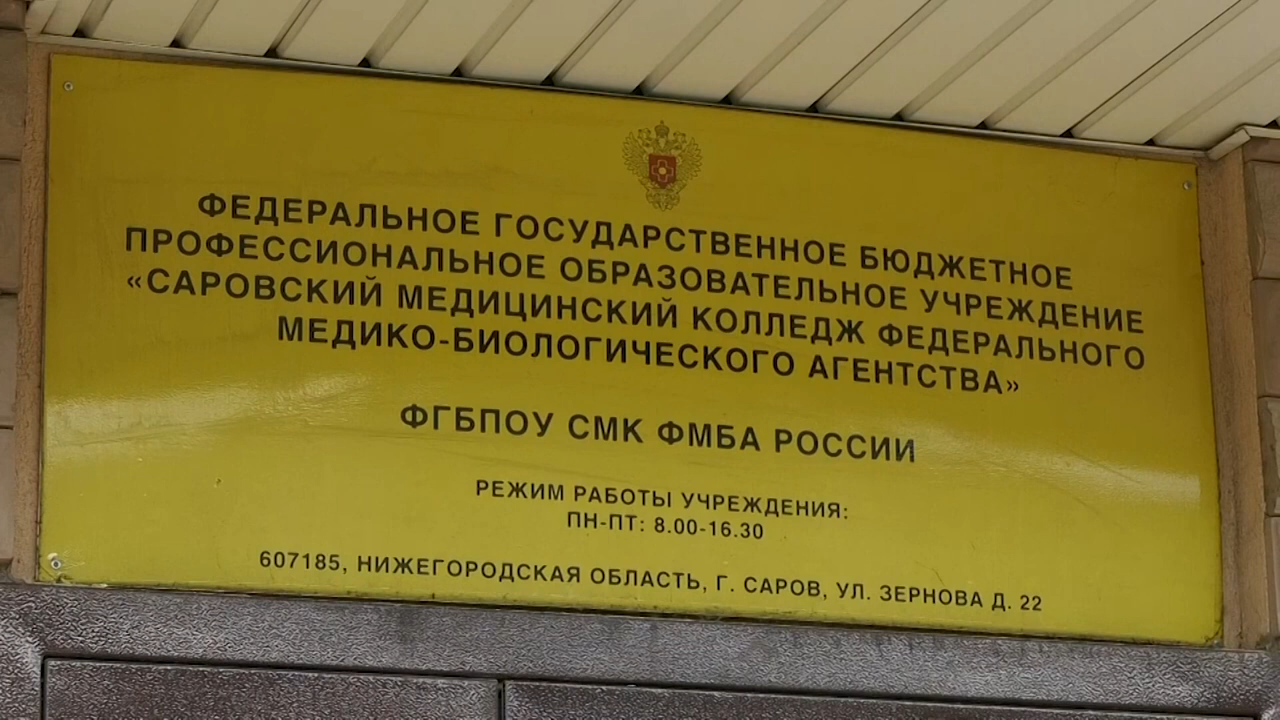 ФЕДЕРАЛЬНОЕ ГОСУДАРСТВЕННОЕ БЮДЖЕТНОЕ
ПРОФЕССИОНАЛЬНОЕ ОБРАЗОВАТЕЛЬНОЕ УЧРЕЖДЕНИЕ
«САРОВСКИЙ МЕДИЦИНСКИЙ КОЛЛЕДЖ ФЕДЕРАЛЬНОГО
МЕДИКО-БИОЛОГИЧЕСКОГО АГЕНТСТВА»
ФГБПОУ СМК ФМБА РОССИИ
РЕЖИМ РАБОТЫ УЧРЕЖДЕНИЯ:
ПН-ПТ: 8.00-16.30
607185, НИЖЕГОРОДСКАЯ ОБЛАСТЬ, Г. САРОВ, УЛ. ЗЕРНОВА Д. 22